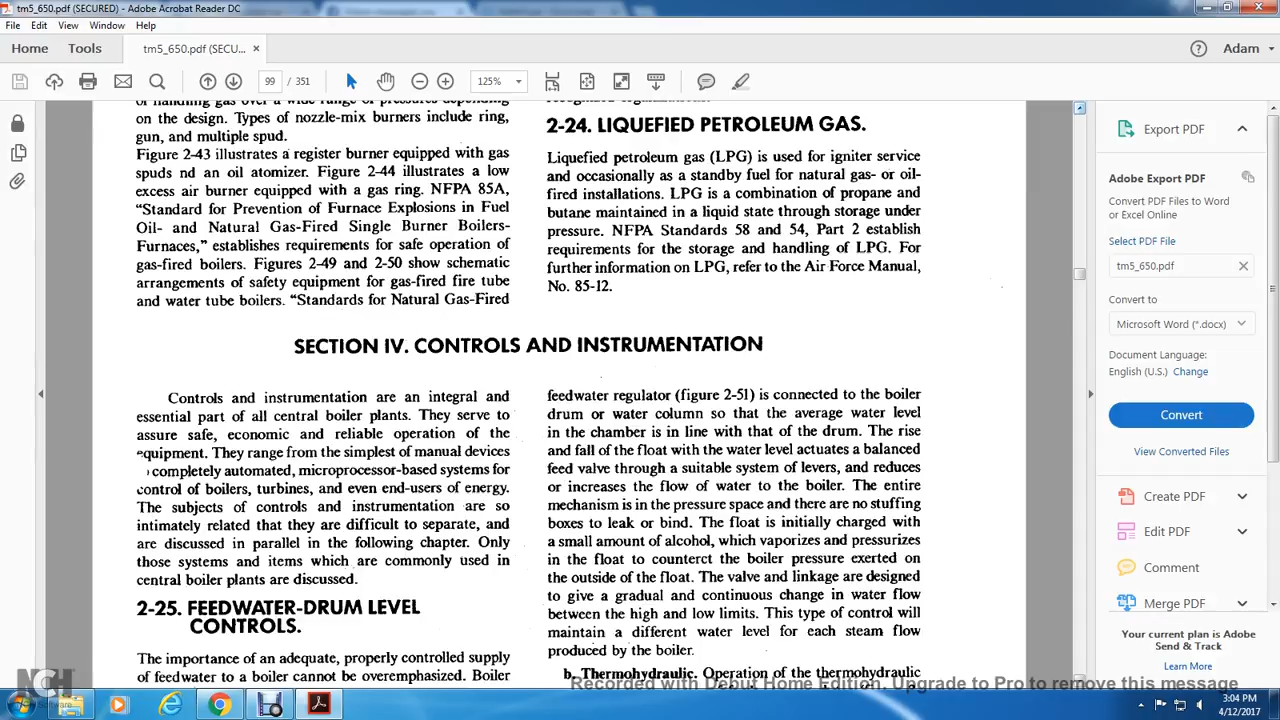 tm5_650.pdf (SECURED) - Adobe Acrobat Reader DC
File Edit View Window Help
Home Tools tm5_650.pdf (SECU... × Adam
99 / 351 125%
of handling gas over a wide range of pressures depending
on the design. Types of nozzle-mix burners include ring,
gun, and multiple spud.
Figure 2-43 illustrates a register burner equipped with gas
spuds nd an oil atomizer. Figure 2-44 illustrates a low
excess air burner equipped with a gas ring. NFPA 85A,
“Standard for Prevention of Furnace Explosions in Fuel
Oil- and Natural Gas-Fired Single Burner Boilers-
Furnaces,” establishes requirements for safe operation of
gas-fired boilers. Figures 2-49 and 2-50 show schematic
arrangements of safety equipment for gas-fired fire tube
and water tube boilers. “Standards for Natural Gas-Fired
2-24. LIQUEFIED PETROLEUM GAS.
Liquefied petroleum gas (LPG) is used for igniter service
and occasionally as a standby fuel for natural gas- or oil-
fired installations. LPG is a combination of propane and
butane maintained in a liquid state through storage under
pressure. NFPA Standards 58 and 54, Part 2 establish
requirements for the storage and handling of LPG. For
further information on LPG, refer to the Air Force Manual,
No. 85-12.
SECTION IV. CONTROLS AND INSTRUMENTATION
Controls and instrumentation are an integral and
essential part of all central boiler plants. They serve to
assure safe, economic and reliable operation of the
equipment. They range from the simplest of manual devices
completely automated, microprocessor-based systems for
control of boilers, turbines, and even end-users of energy.
The subjects of controls and instrumentation are so
intimately related that they are difficult to separate, and
are discussed in parallel in the following chapter. Only
those systems and items which are commonly used in
central boiler plants are discussed.
2-25. FEEDWATER-DRUM LEVEL
CONTROLS.
The importance of an adequate, properly controlled supply
of feedwater to a boiler cannot be overemphasized. Boiler
feedwater regulator (figure 2-51) is connected to the boiler
drum or water column so that the average water level
in the chamber is in line with that of the drum. The rise
and fall of the float with the water level actuates a balanced
feed valve through a suitable system of levers, and reduces
or increases the flow of water to the boiler. The entire
mechanism is in the pressure space and there are no stuffing
boxes to leak or bind. The float is initially charged with
a small amount of alcohol, which vaporizes and pressurizes
in the float to counterct the boiler pressure exerted on
the outside of the float. The valve and linkage are designed
to give a gradual and continuous change in water flow
between the high and low limits. This type of control will
maintain a different water level for each steam flow
produced by the boiler.
b. Thermohydraulic. Operation of the thermohydraulic
Export PDF
Adobe Export PDF
Convert PDF Files to Word
or Excel Online
Select PDF File
tm5_650.pdf
Convert to
Microsoft Word (*.docx)
Document Language:
English (U.S.) Change
Convert
View Converted Files
Create PDF
Edit PDF
Comment
Merge PDF
Your current plan is Adobe
Send & Track
Learn More
Recorded with Debut Home Edition. Upgrade to Pro to remove this message
NCH
Software
3:04 PM
4/12/2017